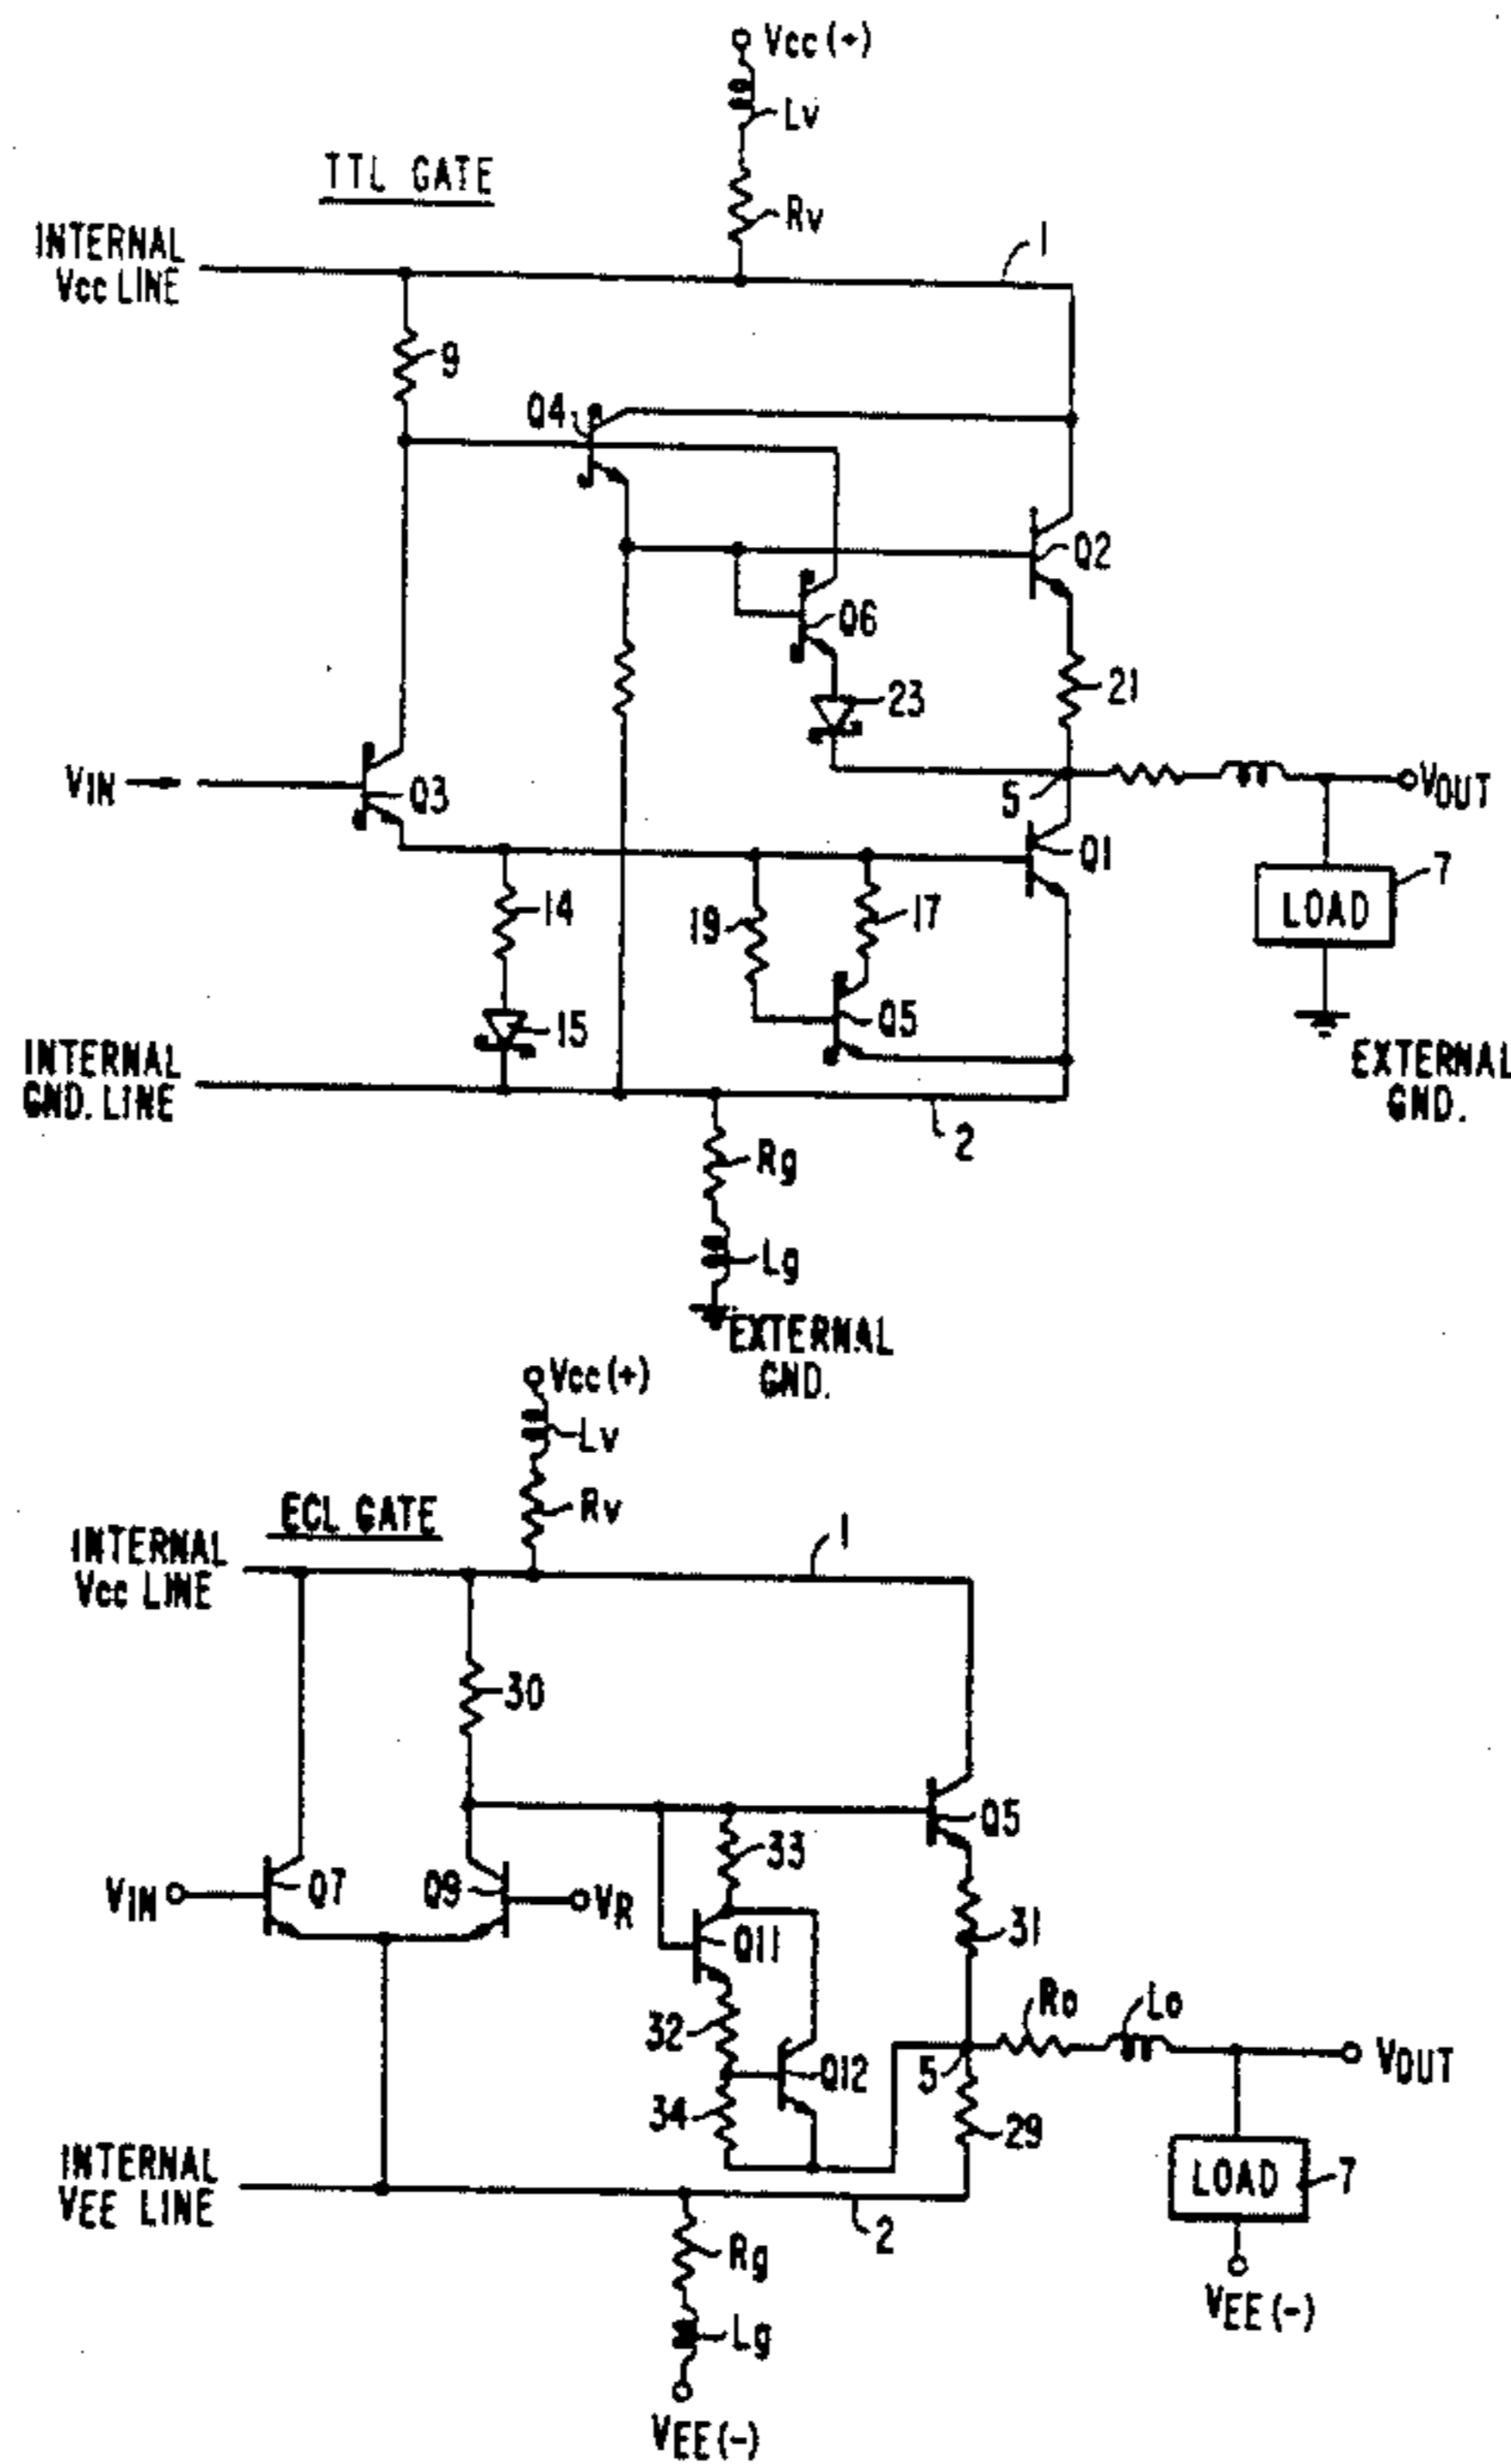 Vcc (+)
Lv
TTL GATE
Rv
INTERNAL
Vcc LINE
1
9
Q4
Q2
Q6
23
21
VIN
Q3
5
VOUT
Q1
7
14
19
17
LOAD
15
Q5
INTERNAL
GND. LINE
EXTERNAL
GND.
2
Rg
Lg
EXTERNAL
GND.
Vcc (+)
Lv
ECL GATE
Rv
INTERNAL
Vcc LINE
1
30
Q5
33
VIN
Q7
Q9
VR
Q11
31
32
Ro
Lo
Q12
5
VOUT
34
29
INTERNAL
VEE LINE
LOAD
7
2
Rg
VEE (-)
Lg
VEE (-)